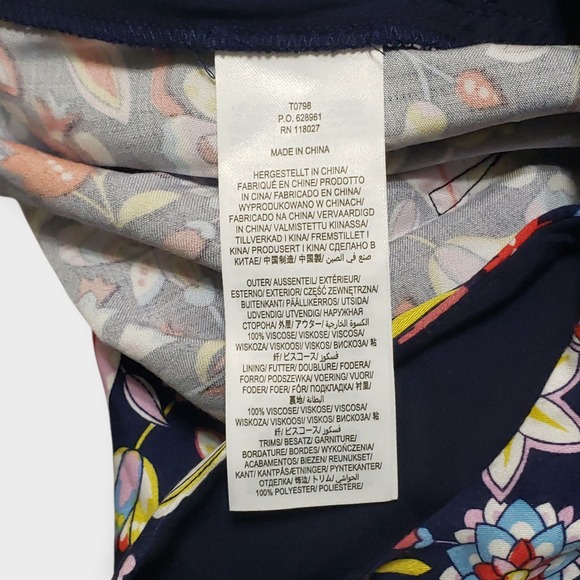 T0798
P.O. 628961
RN 118027
MADE IN CHINA
HERGESTELLT IN CHINA/
FABRIQUÉ EN CHINE/ PRODOTTO
IN CINA/ FABRICADO EN CHINA/
WYPRODUKOWANO W CHINACH/
FABRICADO NA CHINA/ VERVAARDIGD
IN CHINA/ VALMISTETTU KIINASSA/
TILLVERKAD I KINA/ FREMSTILLET I
KINA/ PRODUSERT I KINA/ СДЕЛАНО В
КИТАЕ/ 中国制造/ 中国製/ صنع في الصين
OUTER/ AUSSENTEIL/ EXTÉRIEUR/
ESTERNO/ EXTERIOR/ CZĘŚĆ ZEWNĘTRZNA/
BUITENKANT/ PÄÄLLIKERROS/ UTSIDA/
UDVENDIG/ UTVENDIG/ НАРУЖНАЯ
СТОРОНА/ 外层/ アウター/ الكسوة الخارجية
100% VISCOSE/ VISKOSE/ VISCOSA/
WISKOZA/ VISKOOSI/ VISKOS/ ВИСКОЗА/ 粘
纤/ ビスコース/ فسكوز
LINING/ FUTTER/ DOUBLURE/ FODERA/
FORRO/ PODSZEWKA/ VOERING/ VUORI/
FODER/ FOER/ FÔR/ ПОДКЛАДКА/ 衬里/
裏地/ البطانة
100% VISCOSE/ VISKOSE/ VISCOSA/
WISKOZA/ VISKOOSI/ VISKOS/ ВИСКОЗА/ 粘
纤/ ビスコース/ فسكوز
TRIMS/ BESATZ/ GARNITURE/
BORDATURE/ BORDES/ WYKOŃCZENIA/
ACABAMENTOS/ BIEZEN/ REUNUKSET/
KANT/ KANTPÅSÆTNINGER/ PYNTEKANTER/
ОТДЕЛКА/ 饰边/ トリム/ الحواشي
100% POLYESTER/ POLIESTERE/